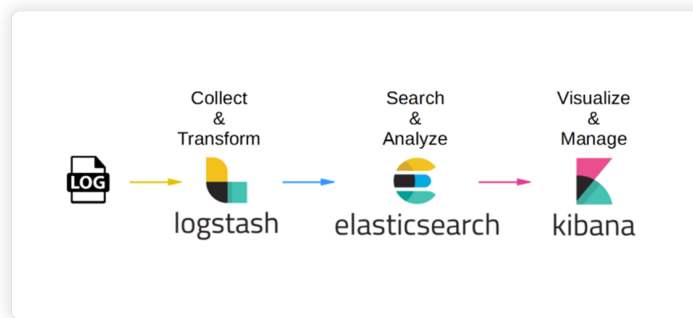 Collect
&
Transform
Search
&
Analyze
Visualize
&
Manage
LOG
logstash
elasticsearch
kibana